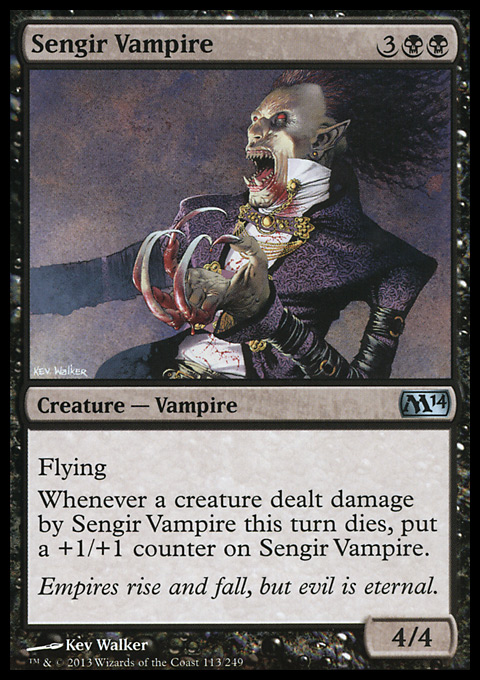 Sengir Vampire 3
KEV WALKER
Creature — Vampire M14
Flying
Whenever a creature dealt damage
by Sengir Vampire this turn dies, put
a +1/+1 counter on Sengir Vampire.
Empires rise and fall, but evil is eternal.
4/4
Kev Walker
™ & © 2013 Wizards of the Coast 113/249